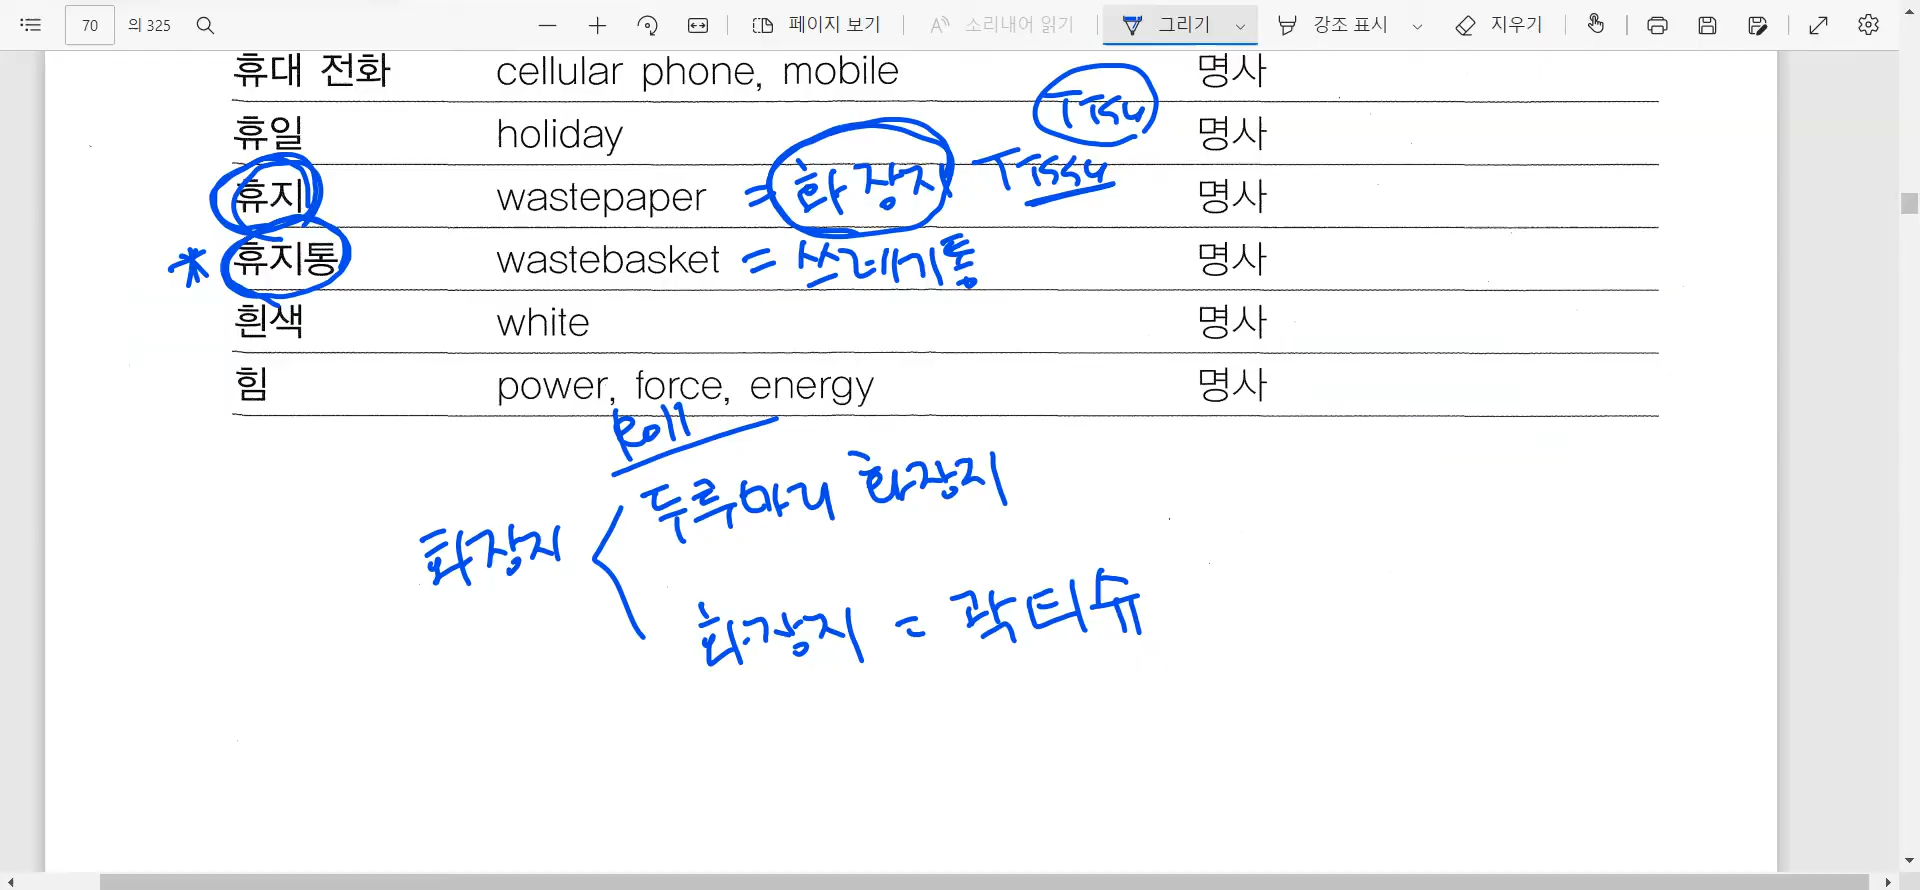 70 의 325 페이지 보기 소리내어 읽기 그리기 강조 표시 지우기
휴대 전화 cellular phone, mobile 명사
Tissu
휴일 holiday 명사
휴지 wastepaper = 화장지 Tissu 명사
* 휴지통 wastebasket = 쓰레기통 명사
흰색 white 명사
힘 power, force, energy 명사
Roll
두루마리 화장지
화장지
화장지 = 곽티슈